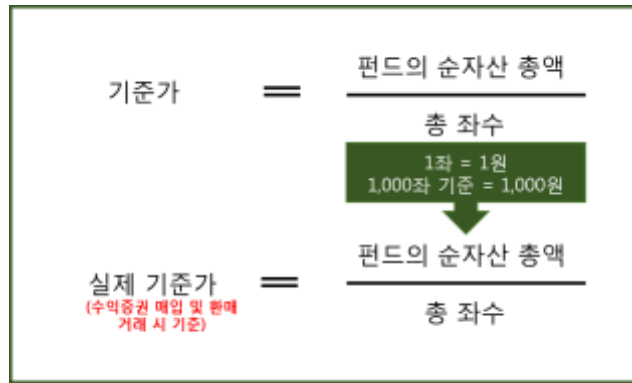 펀드의 순자산 총액
기준가 =
총 좌수
1좌 = 1원
1,000좌 기준 = 1,000원
펀드의 순자산 총액
실제 기준가 =
(수익증권 매입 및 환매
거래 시 기준)
총 좌수